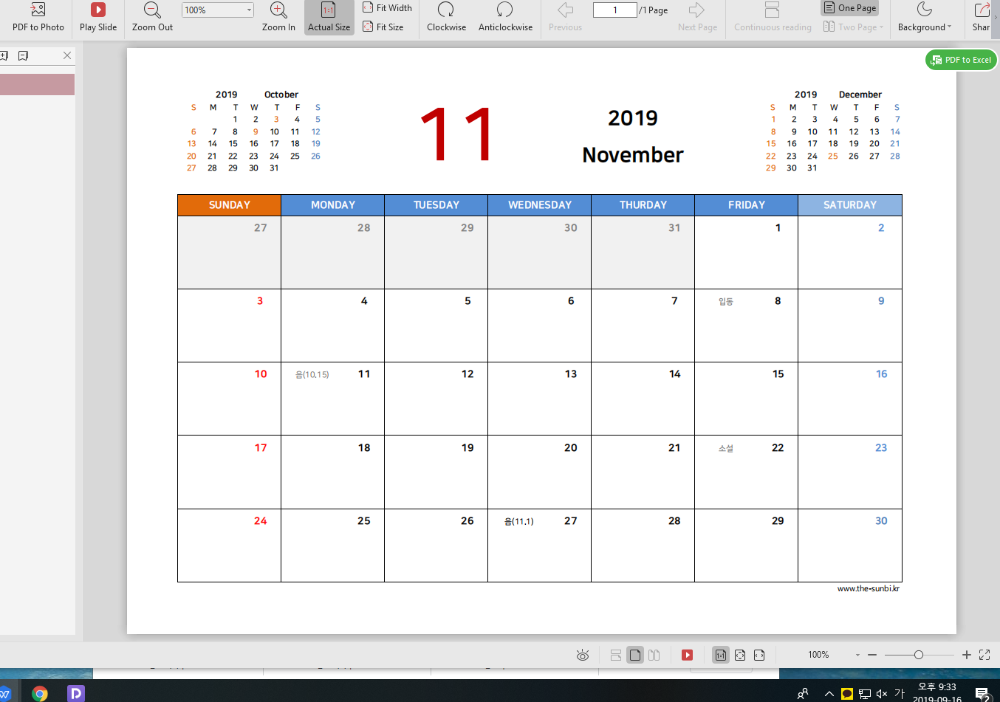 PDF to Photo
Play Slide
Zoom Out
100%
Zoom In
1:1
Actual Size
Fit Width
Fit Size
Clockwise
Anticlockwise
Previous
1 /1 Page
Next Page
Continuous reading
One Page
Two Page
Background
Shar
PDF to Excel
2019 October
S M T W T F S
1 2 3 4 5
6 7 8 9 10 11 12
13 14 15 16 17 18 19
20 21 22 23 24 25 26
27 28 29 30 31
11
2019
November
2019 December
S M T W T F S
1 2 3 4 5 6 7
8 9 10 11 12 13 14
15 16 17 18 19 20 21
22 23 24 25 26 27 28
29 30 31
SUNDAY MONDAY TUESDAY WEDNESDAY THURDAY FRIDAY SATURDAY
27 28 29 30 31 1 2
3 4 5 6 7 입동 8 9
10 음(10.15) 11 12 13 14 15 16
17 18 19 20 21 소설 22 23
24 25 26 음(11.1) 27 28 29 30
www.the-sunbi.kr
1:1
100%
가
오후 9:33
2019-09-16
2